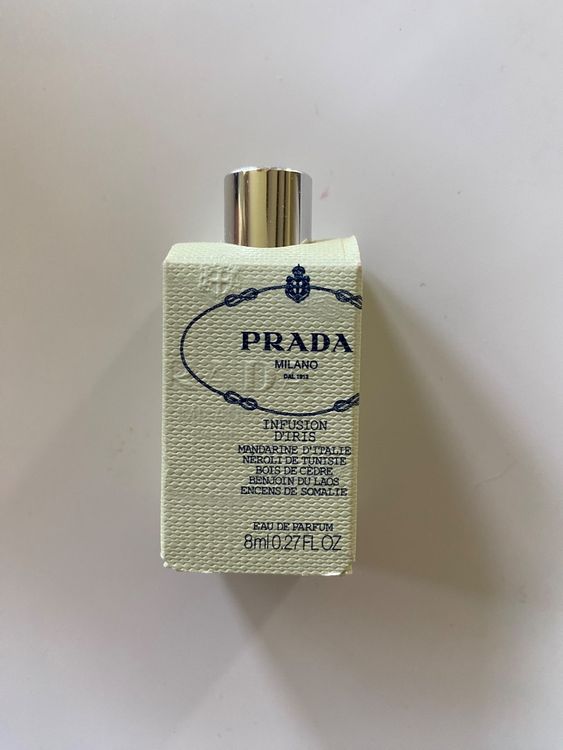 PRADA
MILANO
DAL 1913
INFUSION
D'IRIS
MANDARINE D'ITALIE
NEROLI DE TUNISIE
BOIS DE CÈDRE
BENJOIN DU LAOS
ENCENS DE SOMALIE
EAU DE PARFUM
8ml 0.27 FL OZ